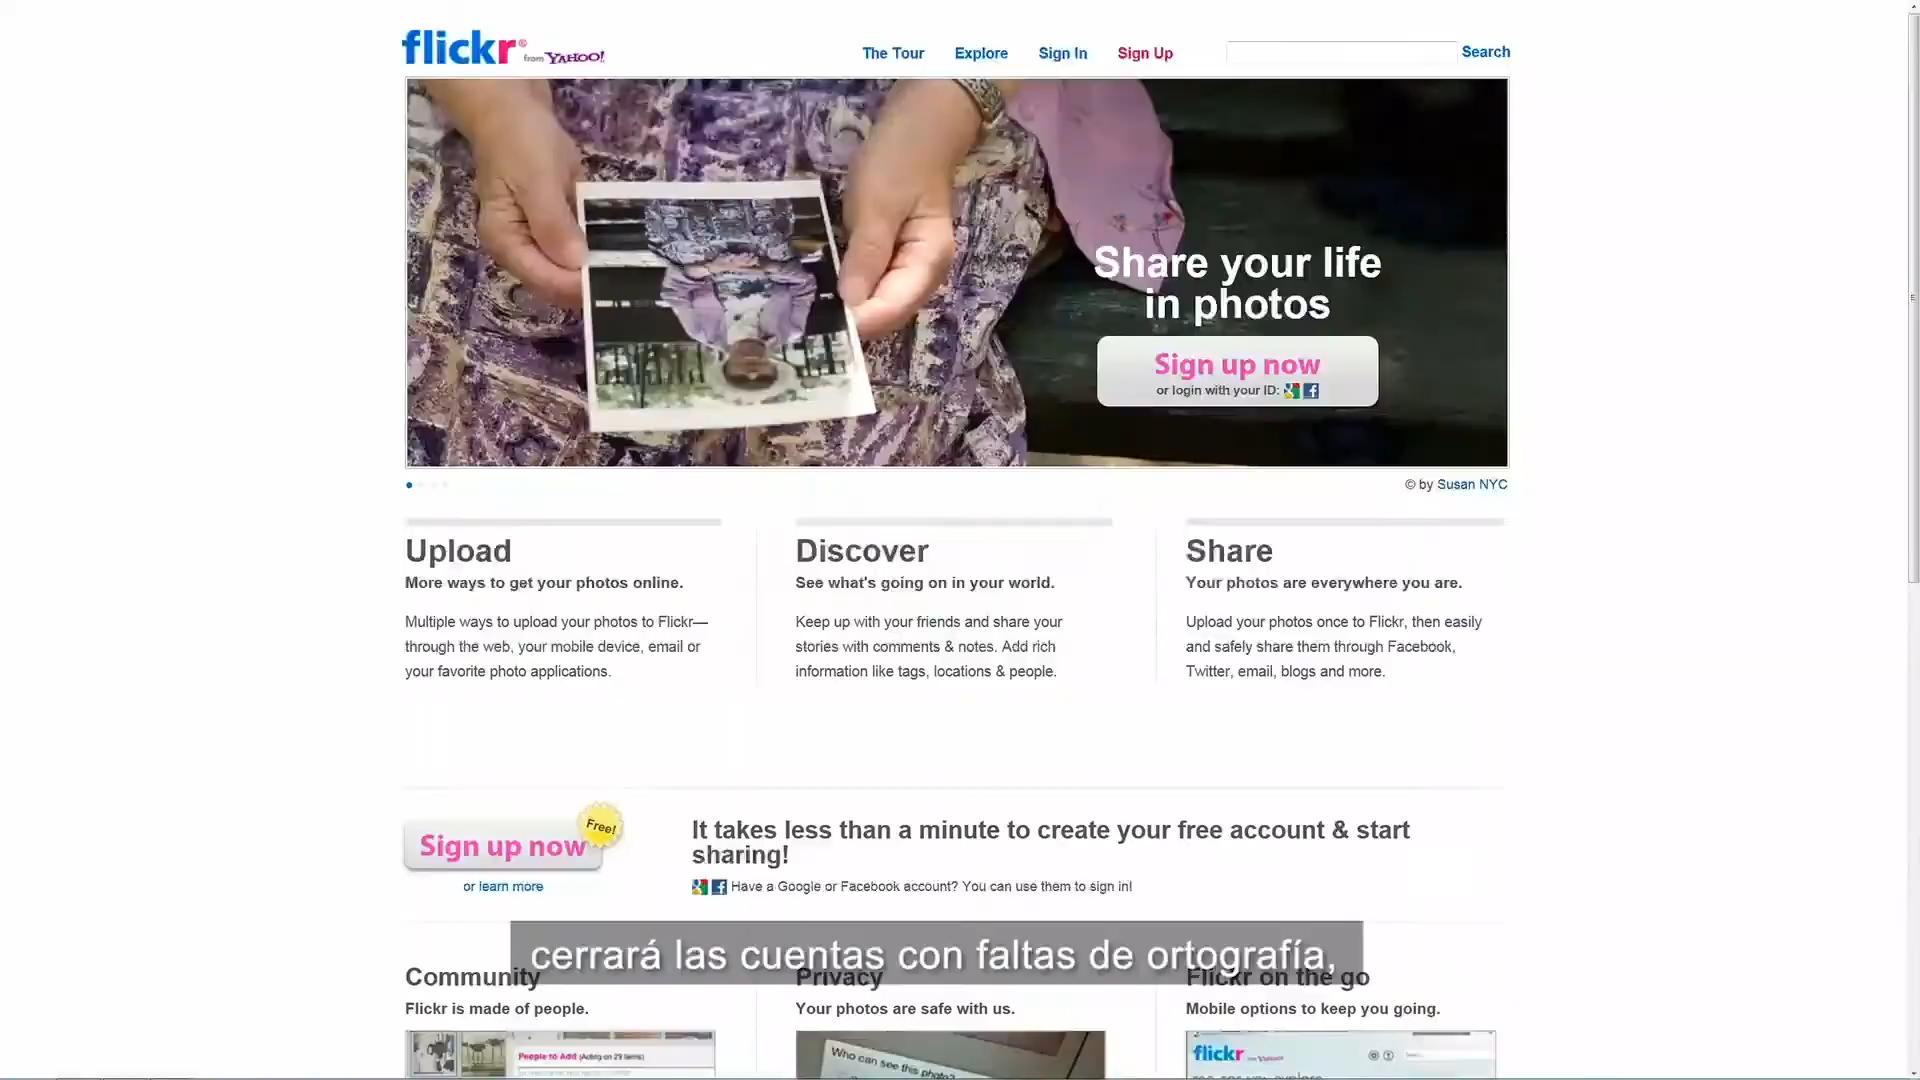 flickr® from YAHOO!
The Tour Explore Sign In Sign Up Search
Share your life
in photos
Sign up now
or login with your ID:
© by Susan NYC
Upload
More ways to get your photos online.
Multiple ways to upload your photos to Flickr—
through the web, your mobile device, email or
your favorite photo applications.
Discover
See what's going on in your world.
Keep up with your friends and share your
stories with comments & notes. Add rich
information like tags, locations & people.
Share
Your photos are everywhere you are.
Upload your photos once to Flickr, then easily
and safely share them through Facebook,
Twitter, email, blogs and more.
Sign up now
Free!
or learn more
It takes less than a minute to create your free account & start
sharing!
Have a Google or Facebook account? You can use them to sign in!
cerrará las cuentas con faltas de ortografía,
Community
Flickr is made of people.
People to Add (Acting on 29 items)
Privacy
Your photos are safe with us.
Who can see this photo?
Flickr on the go
Mobile options to keep you going.
flickr from YAHOO!